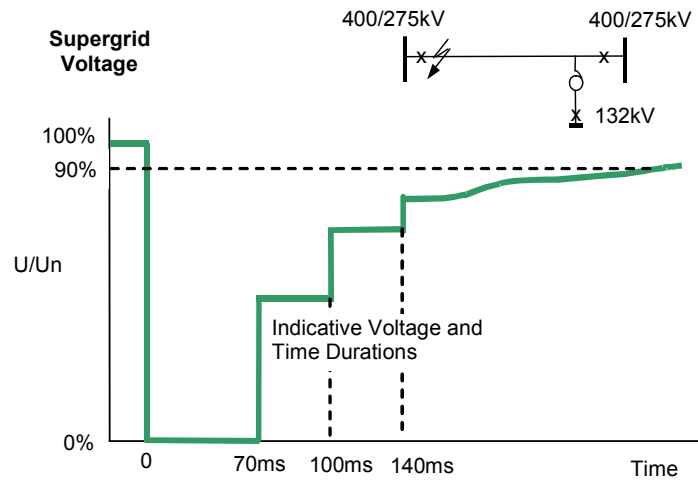 Supergrid
Voltage
400/275kV
400/275kV
132kV
100%
90%
U/Un
Indicative Voltage and
Time Durations
0%
0
70ms
100ms
140ms
Time